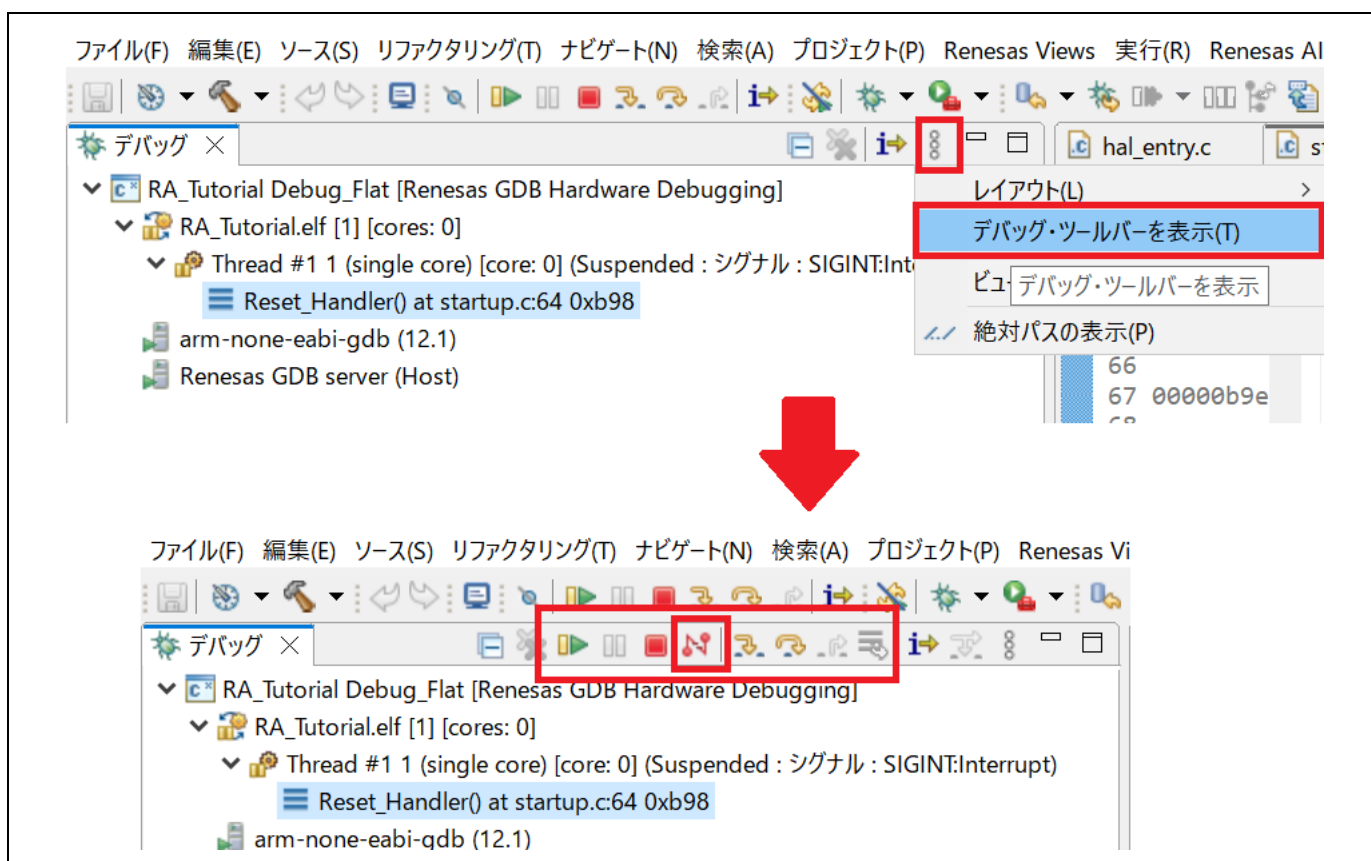 ファイル(F) 編集(E) ソース(S) リファクタリング(T) ナビゲート(N) 検索(A) プロジェクト(P) Renesas Views 実行(R) Renesas AI
デバッグ
hal_entry.c
RA_Tutorial Debug_Flat [Renesas GDB Hardware Debugging]
レイアウト(L)
RA_Tutorial.elf [1] [cores: 0]
デバッグ・ツールバーを表示(T)
Thread #1 1 (single core) [core: 0] (Suspended : シグナル : SIGINT:Int
ビュー
デバッグ・ツールバーを表示
Reset_Handler() at startup.c:64 0xb98
arm-none-eabi-gdb (12.1)
絶対パスの表示(P)
66
Renesas GDB server (Host)
67 00000b9e
ファイル(F) 編集(E) ソース(S) リファクタリング(T) ナビゲート(N) 検索(A) プロジェクト(P) Renesas Vi
デバッグ
RA_Tutorial Debug_Flat [Renesas GDB Hardware Debugging]
RA_Tutorial.elf [1] [cores: 0]
Thread #1 1 (single core) [core: 0] (Suspended : シグナル : SIGINT:Interrupt)
Reset_Handler() at startup.c:64 0xb98
arm-none-eabi-gdb (12.1)